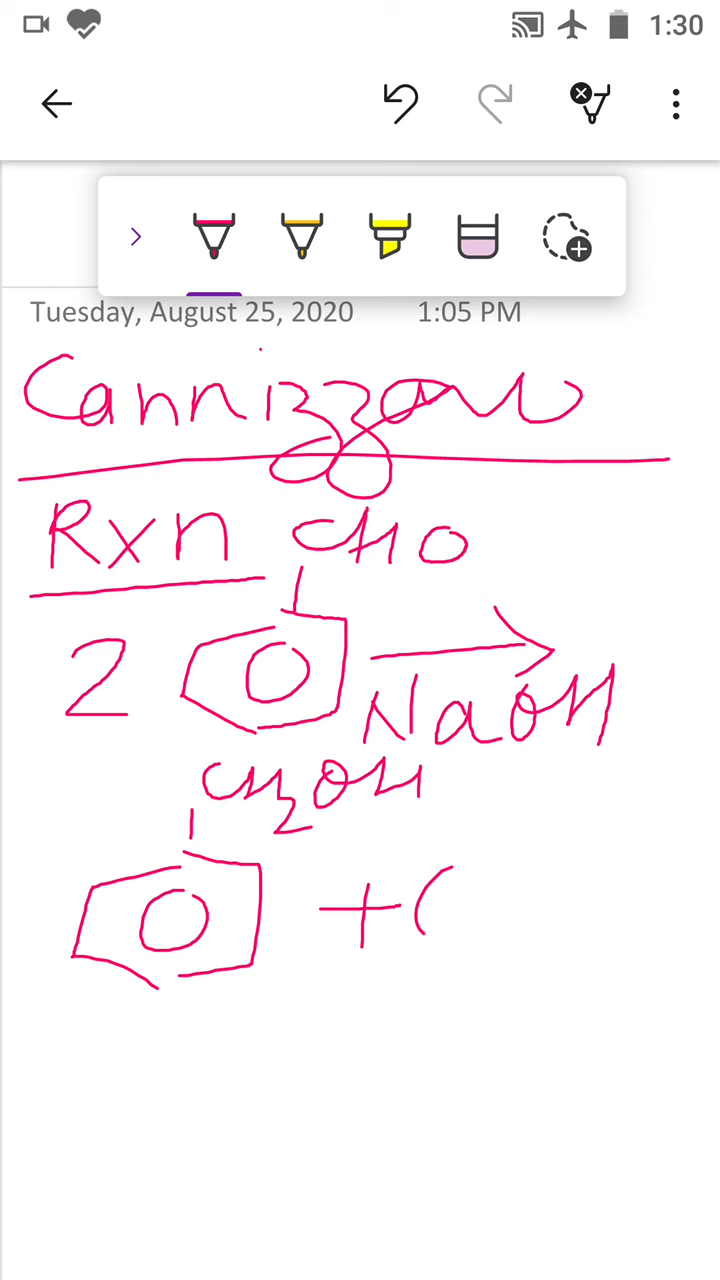 1:30
Tuesday, August 25, 2020 1:05 PM
Cannizzaro
Rxn CHO
2 NaOH
CH2OH
+ (